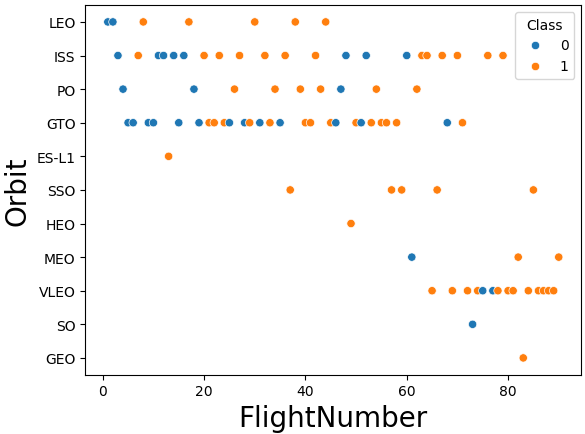 LEO
ISS
PO
GTO
ES-L1
SSO
HEO
MEO
VLEO
SO
GEO
Orbit
Class
0
1
0 20 40 60 80
FlightNumber